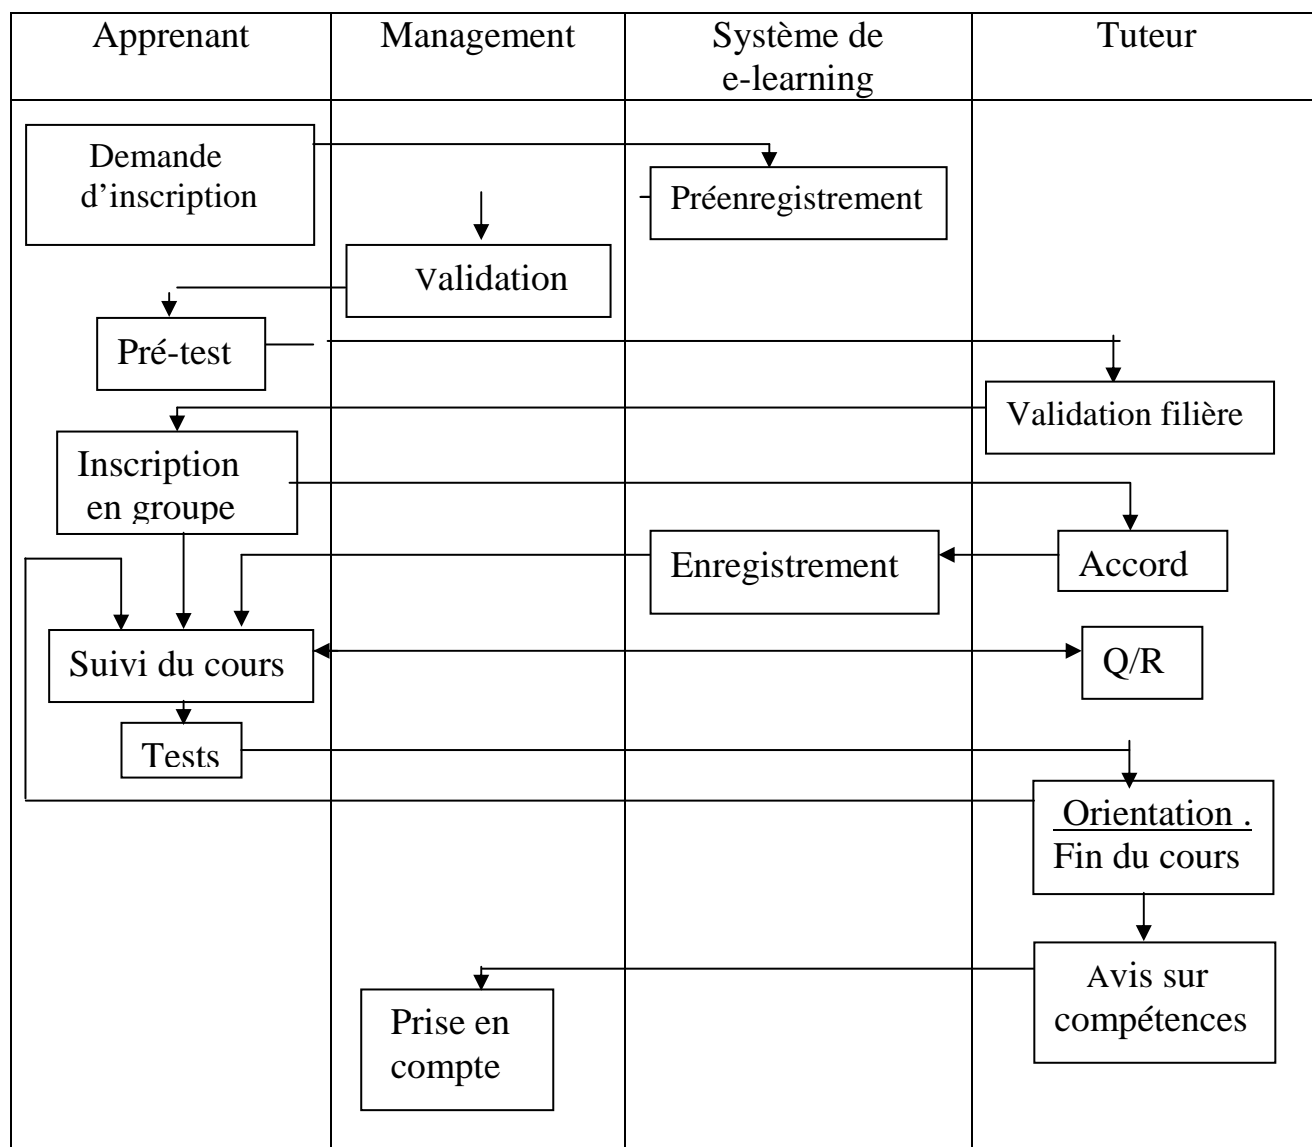 Apprenant
Management
Système de
e-learning
Tuteur
Demande
d’inscription
Préenregistrement
Validation
Pré-test
Validation filière
Inscription
en groupe
Enregistrement
Accord
Suivi du cours
Q/R
Tests
Orientation .
Fin du cours
Avis sur
compétences
Prise en
compte